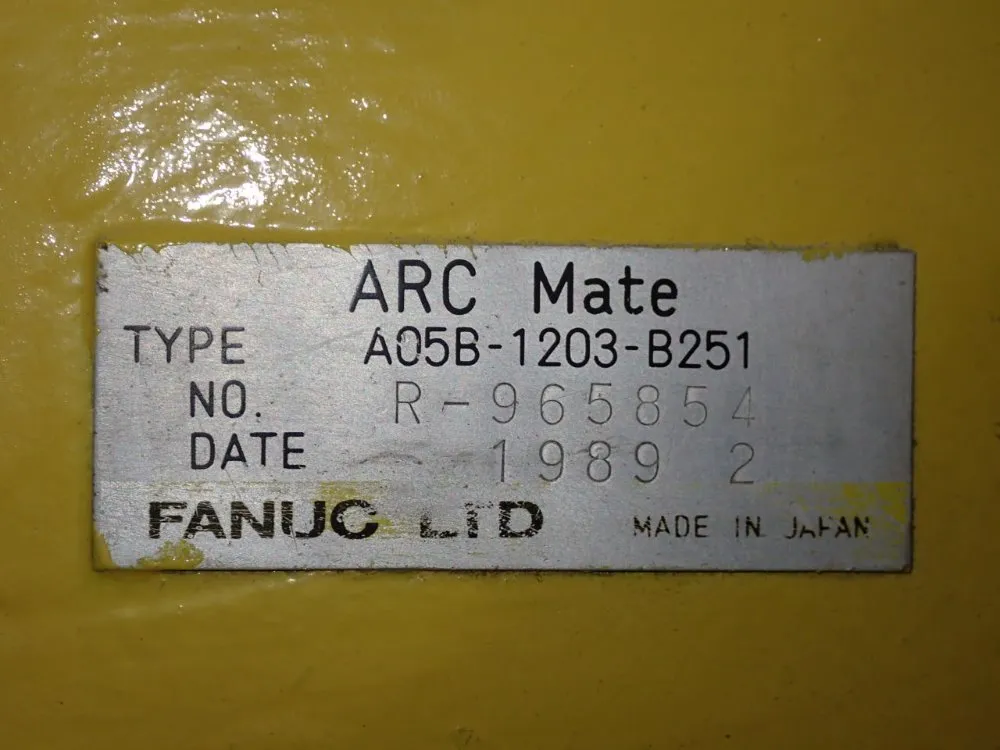 ARC Mate
TYPE A05B-1203-B251
NO. R-965854
DATE 1989 2
FANUC LTD MADE IN JAPAN